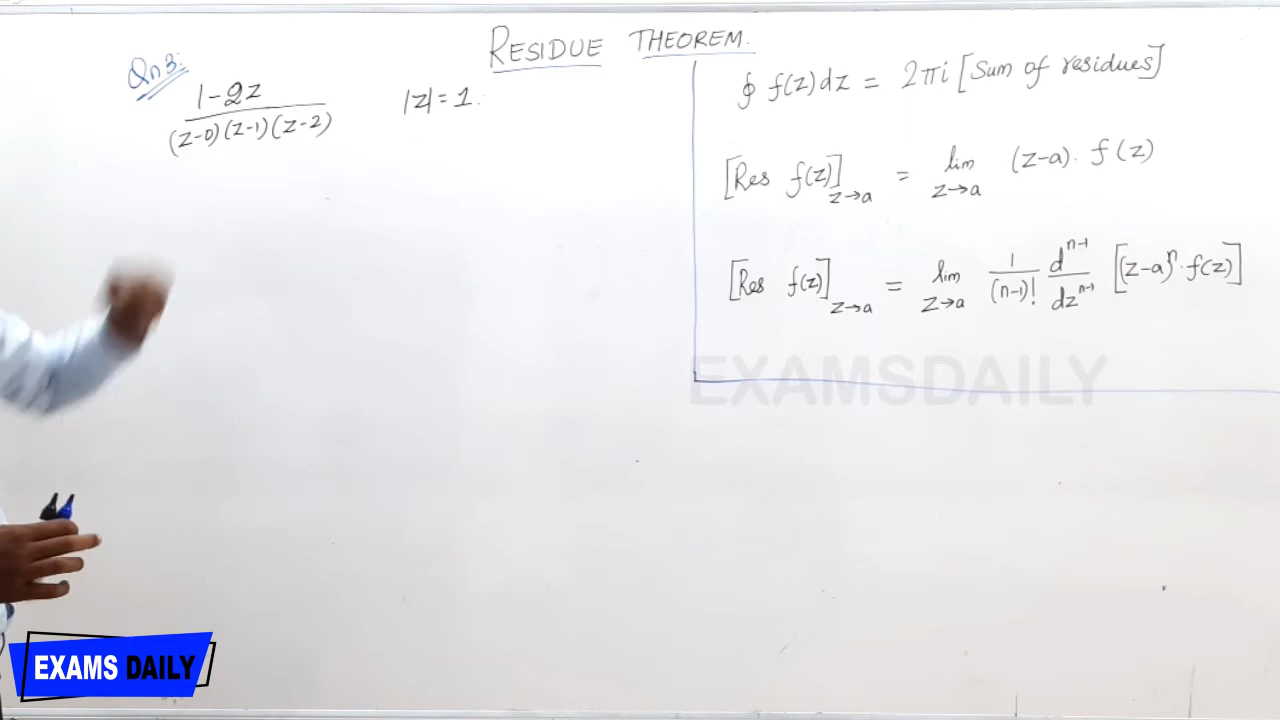 RESIDUE THEOREM.
Qn 3:
1-2z
(z-0)(z-1)(z-2)
|z|=1.
∮ f(z)dz = 2πi [Sum of residues]
[Res f(z)]z→a = lim z→a (z-a). f(z)
[Res f(z)]z→a = lim z→a 1/(n-1)! d^n-1/dz^n-1 [(z-a)^n. f(z)]
EXAMSDAILY
EXAMS DAILY